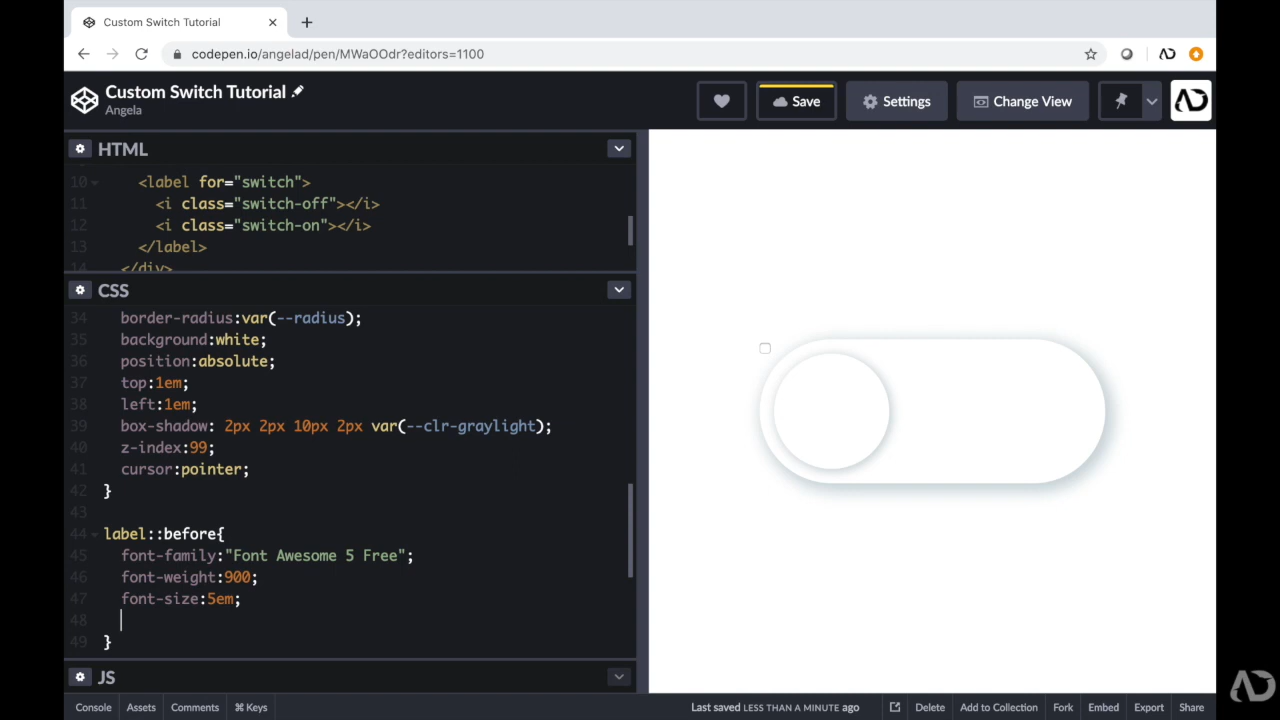 Custom Switch Tutorial
codepen.io/angelad/pen/MWaOOdr?editors=1100
Custom Switch Tutorial
Angela
Save
Settings
Change View
HTML
10 <label for="switch">
11 <i class="switch-off"></i>
12 <i class="switch-on"></i>
13 </label>
14 </div>
CSS
34 border-radius:var(--radius);
35 background:white;
36 position:absolute;
37 top:1em;
38 left:1em;
39 box-shadow: 2px 2px 10px 2px var(--clr-graylight);
40 z-index:99;
41 cursor:pointer;
42 }
43
44 label::before{
45 font-family:"Font Awesome 5 Free";
46 font-weight:900;
47 font-size:5em;
48
49 }
JS
Console Assets Comments ⌘ Keys Last saved LESS THAN A MINUTE ago Delete Add to Collection Fork Embed Export Share